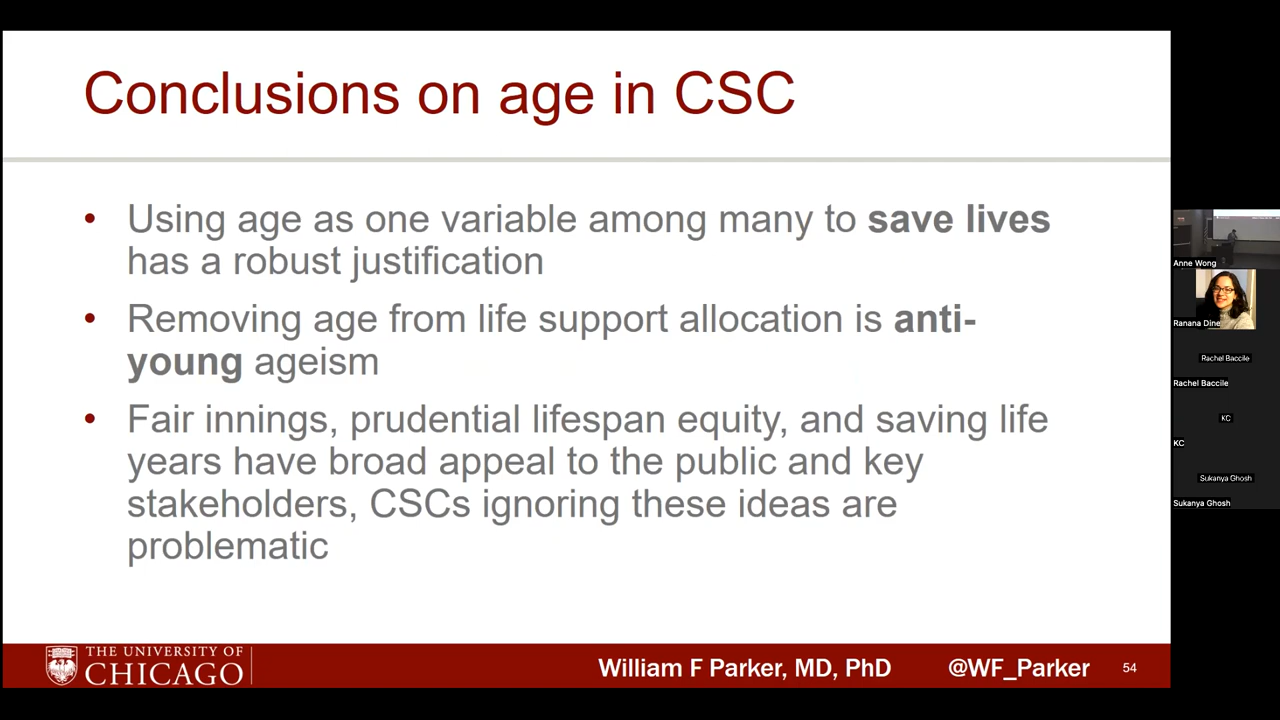 Conclusions on age in CSC
• Using age as one variable among many to save lives
has a robust justification
• Removing age from life support allocation is anti-
young ageism
• Fair innings, prudential lifespan equity, and saving life
years have broad appeal to the public and key
stakeholders, CSCs ignoring these ideas are
problematic
THE UNIVERSITY OF
CHICAGO
William F Parker, MD, PhD
@WF_Parker
54
Anne Wong
Ranana Dine
Rachel Baccile
Rachel Baccile
KC
KC
Sukanya Ghosh
Sukanya Ghosh